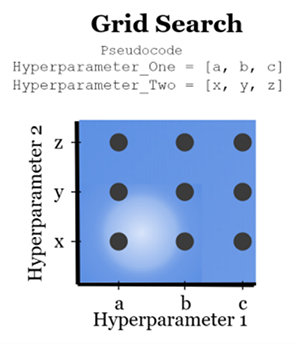 Grid Search
Pseudocode
Hyperparameter_One = [a, b, c]
Hyperparameter_Two = [x, y, z]
Hyperparameter 2
z
y
x
a b c
Hyperparameter 1